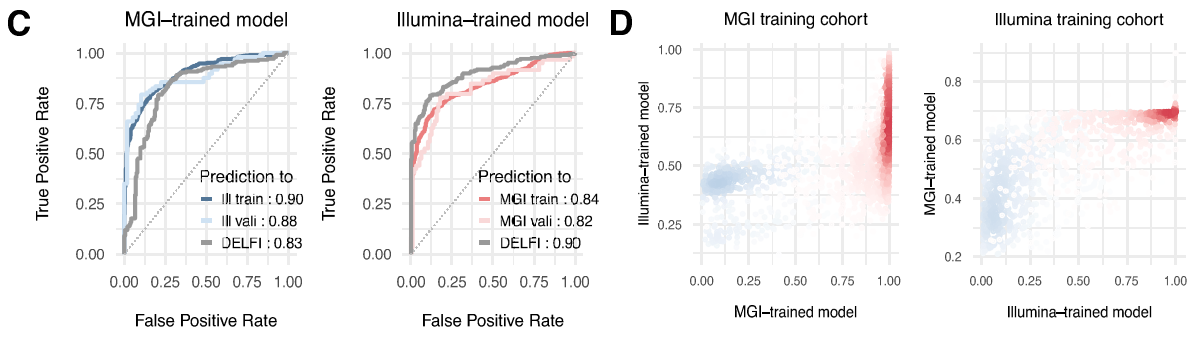 C
MGI–trained model
True Positive Rate
1.00
0.75
0.50
0.25
0.00
Prediction to
Ill train : 0.90
Ill vali : 0.88
DELFI : 0.83
0.00 0.25 0.50 0.75 1.00
False Positive Rate
Illumina–trained model
True Positive Rate
1.00
0.75
0.50
0.25
0.00
Prediction to
MGI train : 0.84
MGI vali : 0.82
DELFI : 0.90
0.00 0.25 0.50 0.75 1.00
False Positive Rate
D
MGI training cohort
Illumina–trained model
1.00
0.75
0.50
0.25
0.00 0.25 0.50 0.75 1.00
MGI–trained model
Illumina training cohort
MGI–trained model
0.8
0.6
0.4
0.2
0.00 0.25 0.50 0.75 1.00
Illumina–trained model